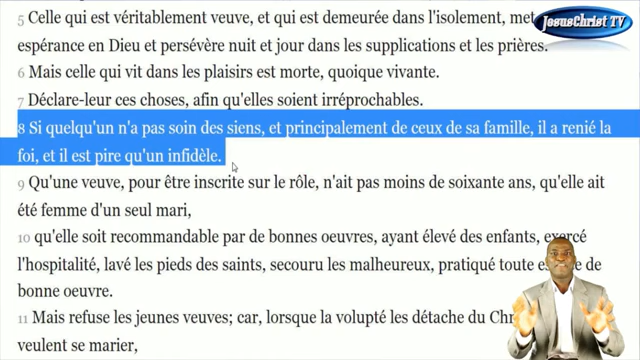 JesusChrist TV
5 Celle qui est véritablement veuve, et qui est demeurée dans l'isolement, met
espérance en Dieu et persévère nuit et jour dans les supplications et les prières.
6 Mais celle qui vit dans les plaisirs est morte, quoique vivante.
7 Déclare-leur ces choses, afin qu'elles soient irréprochables.
8 Si quelqu'un n'a pas soin des siens, et principalement de ceux de sa famille, il a renié la
foi, et il est pire qu'un infidèle.
9 Qu'une veuve, pour être inscrite sur le rôle, n'ait pas moins de soixante ans, qu'elle ait
été femme d'un seul mari,
10 qu'elle soit recommandable par de bonnes oeuvres, ayant élevé des enfants, exercé
l'hospitalité, lavé les pieds des saints, secouru les malheureux, pratiqué toute de
bonne oeuvre.
11 Mais refuse les jeunes veuves; car, lorsque la volupté les détache du
veulent se marier,